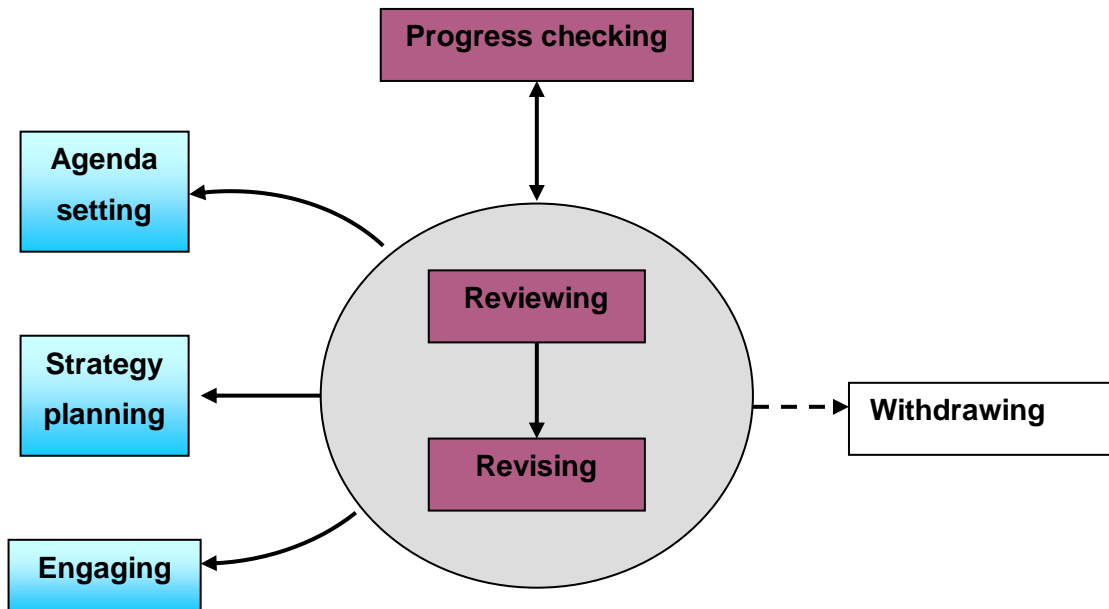 Progress checking
Agenda
setting
Reviewing
Strategy
planning
Withdrawing
Revising
Engaging